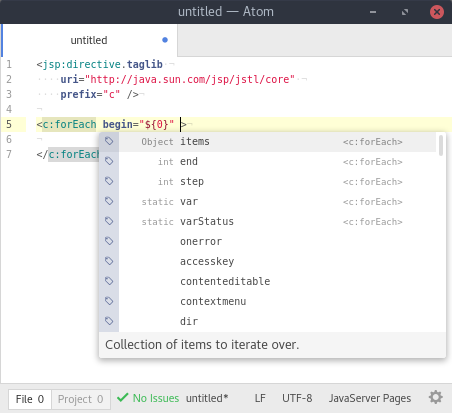 untitled — Atom
untitled
1 <jsp:directive.taglib
2 uri="http://java.sun.com/jsp/jstl/core"
3 prefix="c" />
4
5 <c:forEach begin="${0}" >
6
7 </c:forEach
Object items <c:forEach>
int end <c:forEach>
int step <c:forEach>
static var <c:forEach>
static varStatus <c:forEach>
onerror
accesskey
contenteditable
contextmenu
dir
Collection of items to iterate over.
File 0 Project 0 No Issues untitled* LF UTF-8 JavaServer Pages